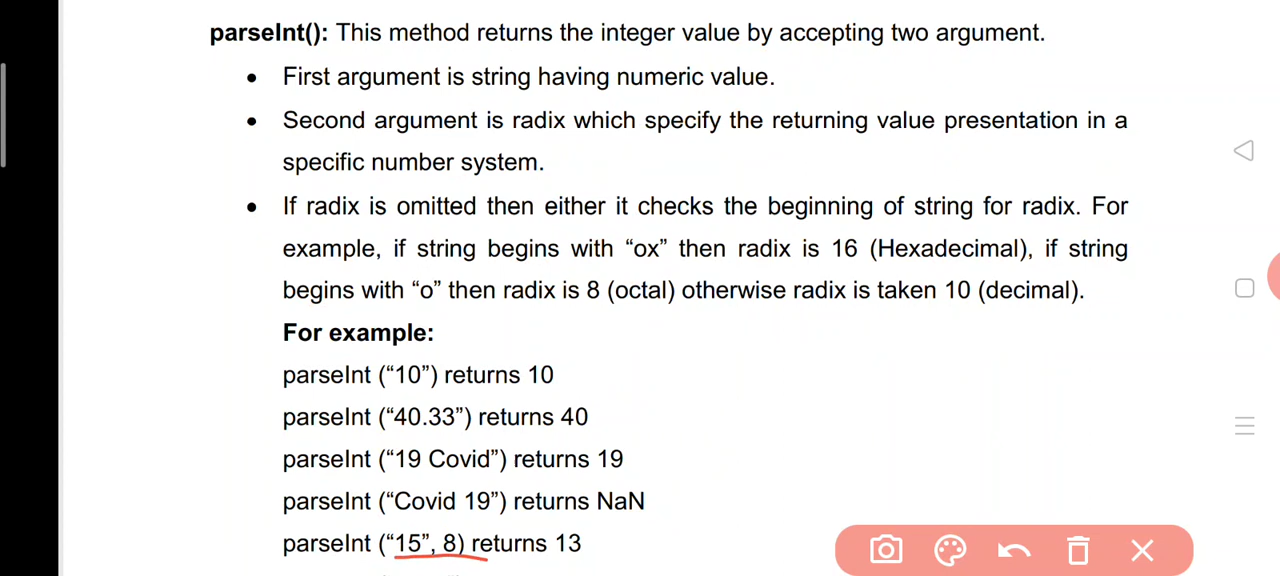 parseInt(): This method returns the integer value by accepting two argument.
• First argument is string having numeric value.
• Second argument is radix which specify the returning value presentation in a
specific number system.
• If radix is omitted then either it checks the beginning of string for radix. For
example, if string begins with “ox” then radix is 16 (Hexadecimal), if string
begins with “o” then radix is 8 (octal) otherwise radix is taken 10 (decimal).
For example:
parseInt (“10”) returns 10
parseInt (“40.33”) returns 40
parseInt (“19 Covid”) returns 19
parseInt (“Covid 19”) returns NaN
parseInt (“15”, 8) returns 13